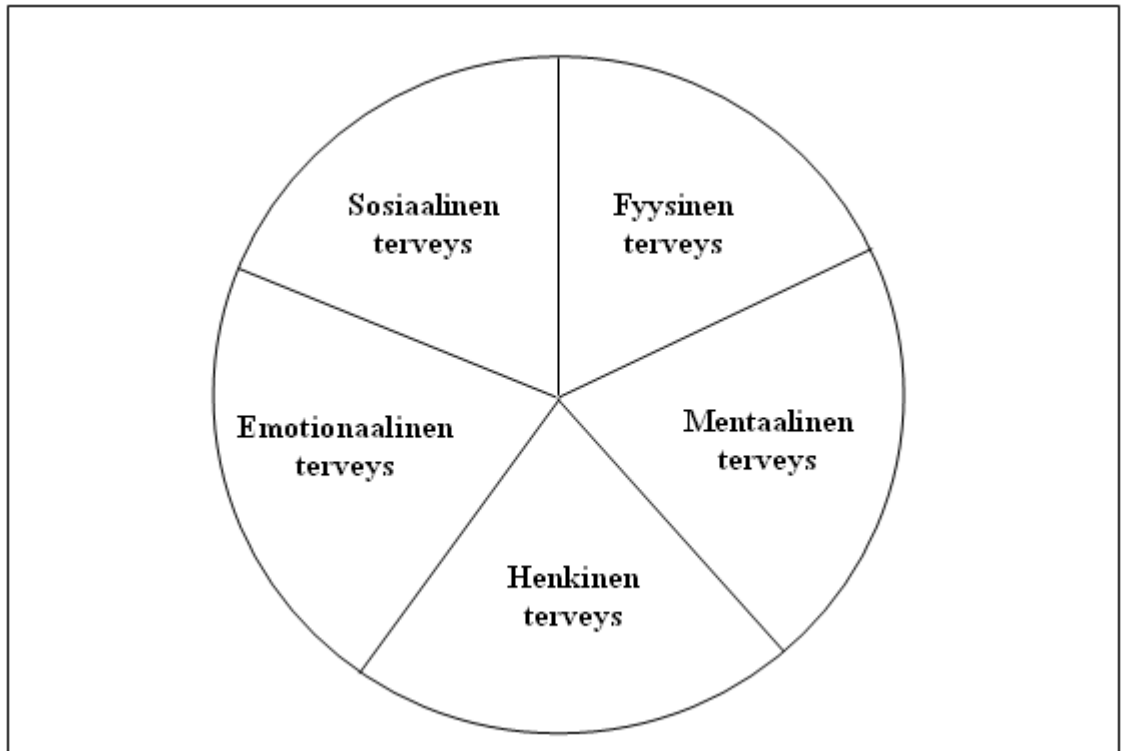 Sosiaalinen
terveys
Fyysinen
terveys
Emotionaalinen
terveys
Mentaalinen
terveys
Henkinen
terveys